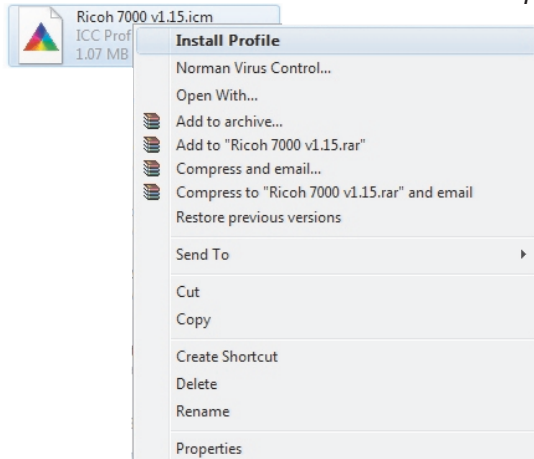 Ricoh 7000 v1.15.icm
ICC Prof
1.07 MB
Install Profile
Norman Virus Control...
Open With...
Add to archive...
Add to "Ricoh 7000 v1.15.rar"
Compress and email...
Compress to "Ricoh 7000 v1.15.rar" and email
Restore previous versions
Send To
Cut
Copy
Create Shortcut
Delete
Rename
Properties